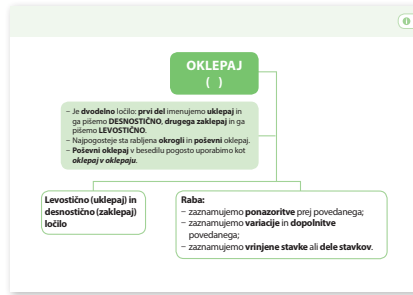 OKLEPAJ
( )
– Je dvodelno ločilo: prvi del imenujemo uklepaj in
ga pišemo DESNOSTIČNO, drugega zaklepaj in ga
pišemo LEVOSTIČNO.
– Najpogosteje sta rabljena okrogli in poševni oklepaj.
– Poševni oklepaj v besedilu pogosto uporabimo kot
oklepaj v oklepaju.
Levostično (uklepaj) in
desnostično (zaklepaj)
ločilo
Raba:
– zaznamujemo ponazoritve prej povedanega;
– zaznamujemo variacije in dopolnitve
povedanega;
– zaznamujemo vrinjene stavke ali dele stavkov.